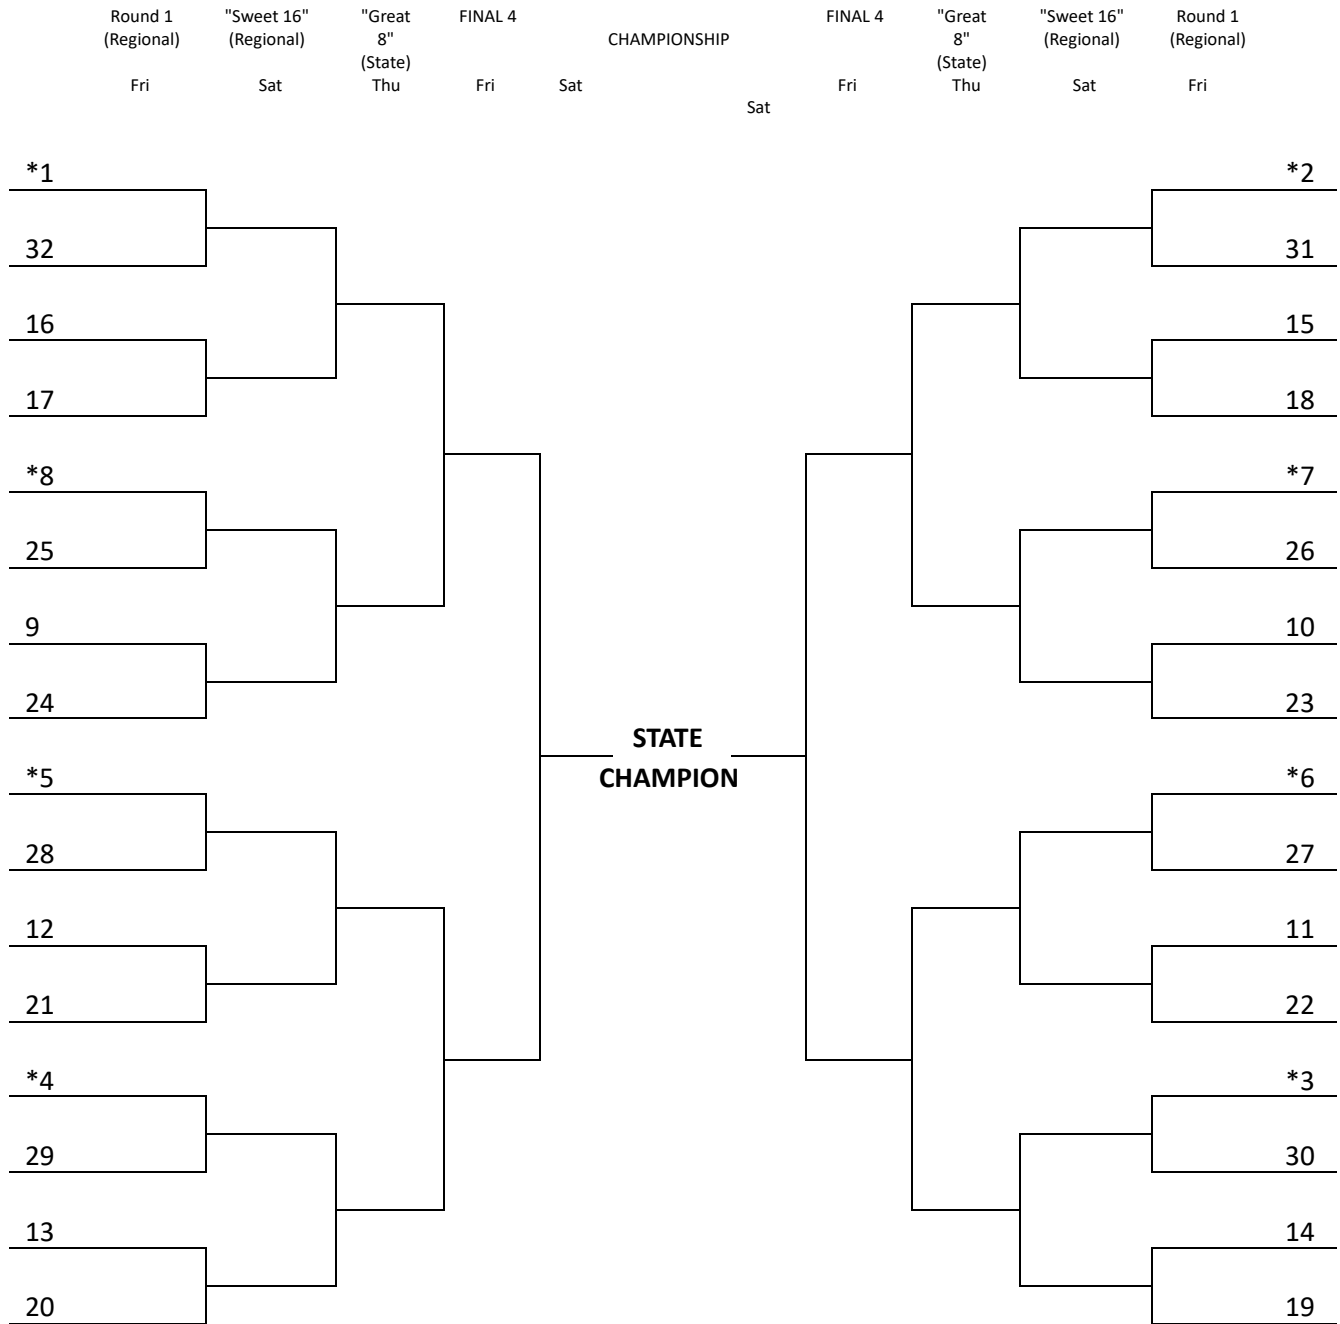 Round 1 "Sweet 16" "Great FINAL 4 FINAL 4 "Great "Sweet 16" Round 1
(Regional) (Regional) 8" CHAMPIONSHIP 8" (Regional) (Regional)
(State) (State)
Fri Sat Thu Fri Sat Fri Thu Sat Fri
Sat
*1 *2
32 31
16 15
17 18
*8 *7
25 26
9 10
24 23
STATE
*5 CHAMPION *6
28 27
12 11
21 22
*4 *3
29 30
13 14
20 19